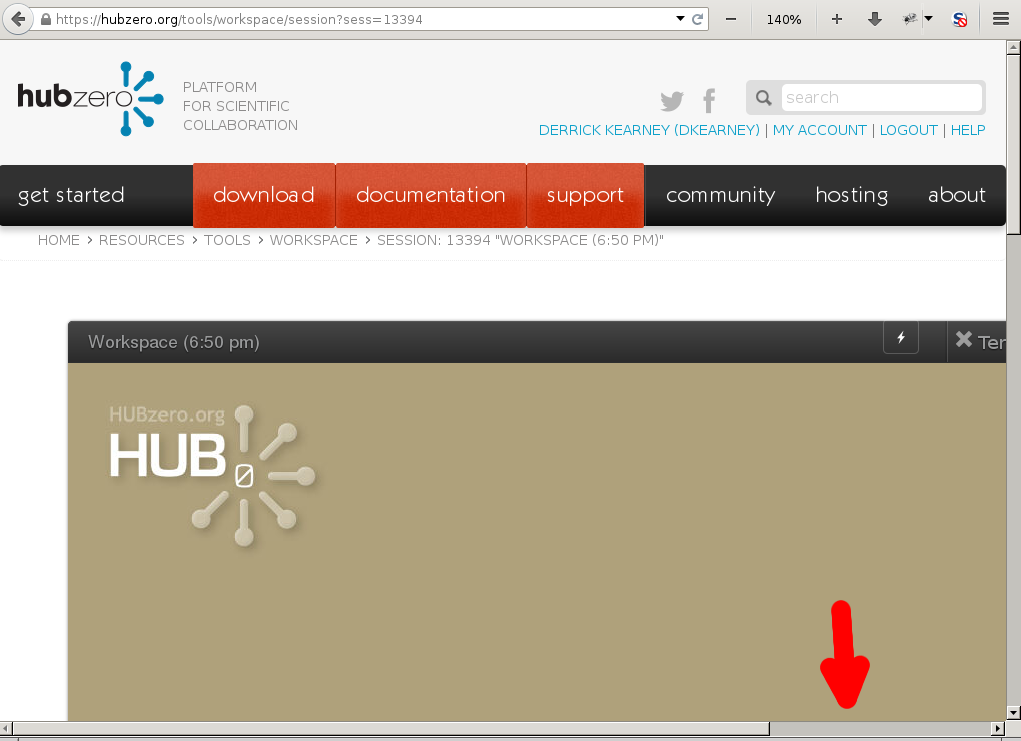 https://hubzero.org/tools/workspace/session?sess=13394
140%
hubzero
PLATFORM
FOR SCIENTIFIC
COLLABORATION
search
DERRICK KEARNEY (DKEARNEY) | MY ACCOUNT | LOGOUT | HELP
get started download documentation support community hosting about
HOME > RESOURCES > TOOLS > WORKSPACE > SESSION: 13394 "WORKSPACE (6:50 PM)"
Workspace (6:50 pm)
Ter
HUBzero.org
HUB0